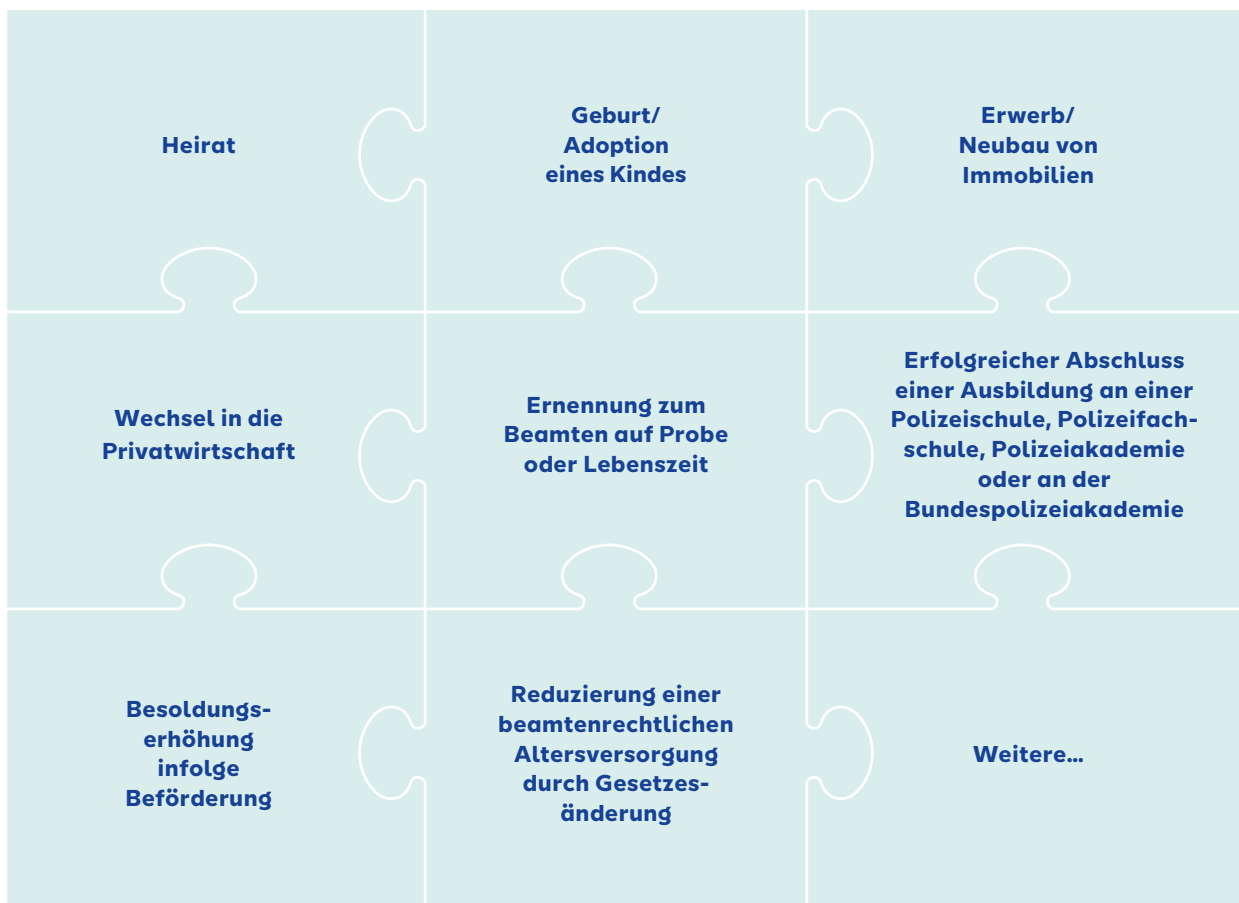 Heirat
Geburt/
Adoption
eines Kindes
Erwerb/
Neubau von
Immobilien
Wechsel in die
Privatwirtschaft
Ernennung zum
Beamten auf Probe
oder Lebenszeit
Erfolgreicher Abschluss
einer Ausbildung an einer
Polizeischule, Polizeifach-
schule, Polizeiakademie
oder an der
Bundespolizeiakademie
Besoldungs-
erhöhung
infolge
Beförderung
Reduzierung einer
beamtenrechtlichen
Altersversorgung
durch Gesetzes-
änderung
Weitere...